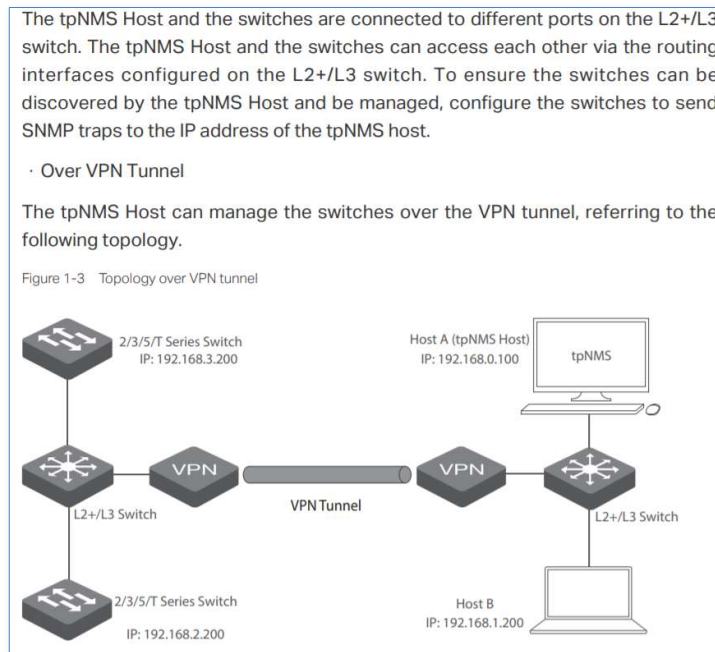 The tpNMS Host and the switches are connected to different ports on the L2+/L3
switch. The tpNMS Host and the switches can access each other via the routing
interfaces configured on the L2+/L3 switch. To ensure the switches can be
discovered by the tpNMS Host and be managed, configure the switches to send
SNMP traps to the IP address of the tpNMS host.
· Over VPN Tunnel
The tpNMS Host can manage the switches over the VPN tunnel, referring to the
following topology.
Figure 1-3 Topology over VPN tunnel
2/3/5/T Series Switch
IP: 192.168.3.200
Host A (tpNMS Host)
IP: 192.168.0.100
tpNMS
VPN
VPN
VPN Tunnel
L2+/L3 Switch
L2+/L3 Switch
2/3/5/T Series Switch
IP: 192.168.2.200
Host B
IP: 192.168.1.200